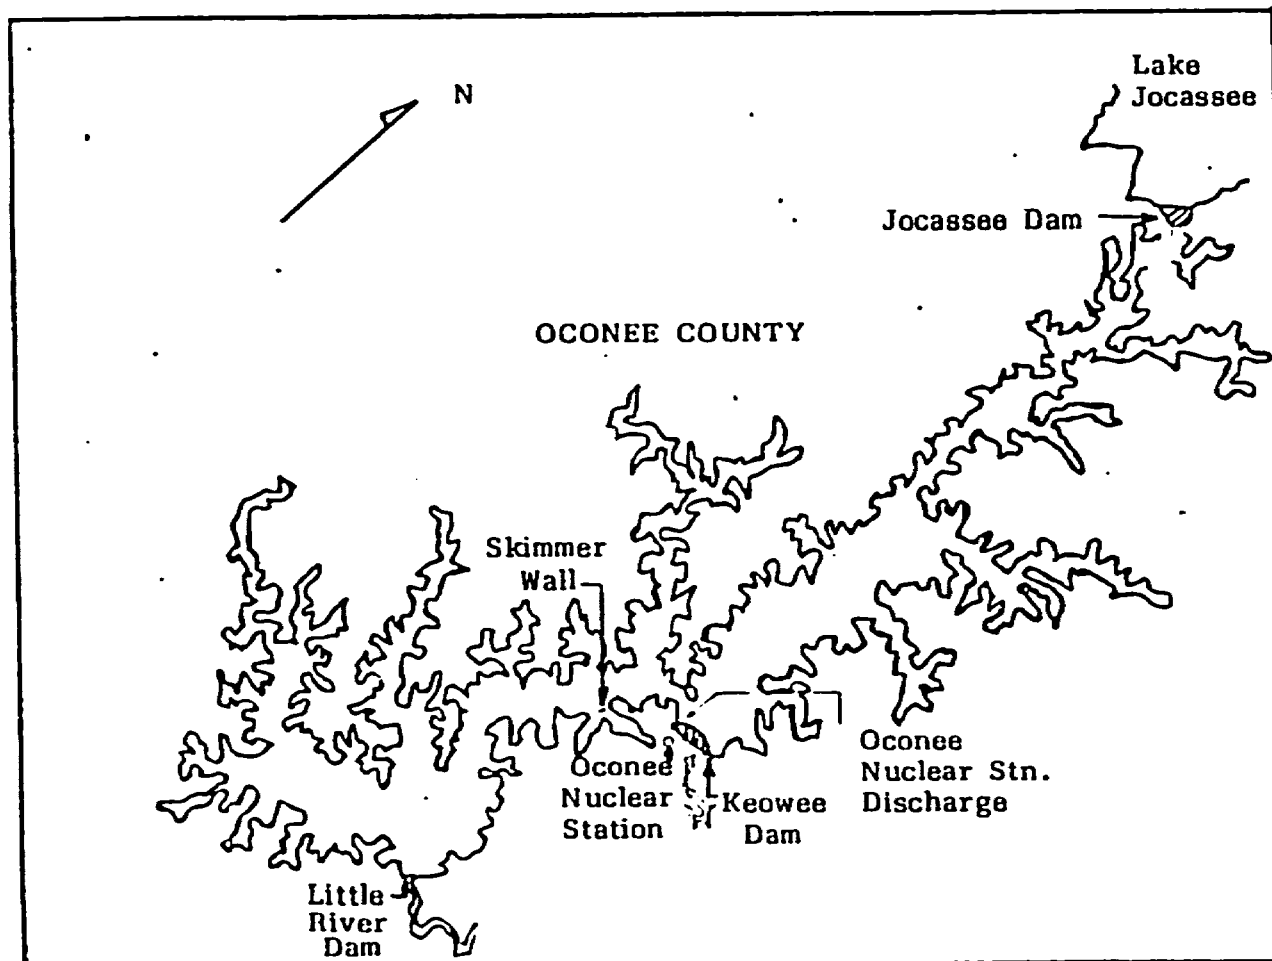 N
Lake
Jocassee
Jocassee Dam
OCONEE COUNTY
Skimmer
Wall
Oconee
Nuclear
Station
Keowee
Dam
Oconee
Nuclear Stn.
Discharge
Little
River
Dam